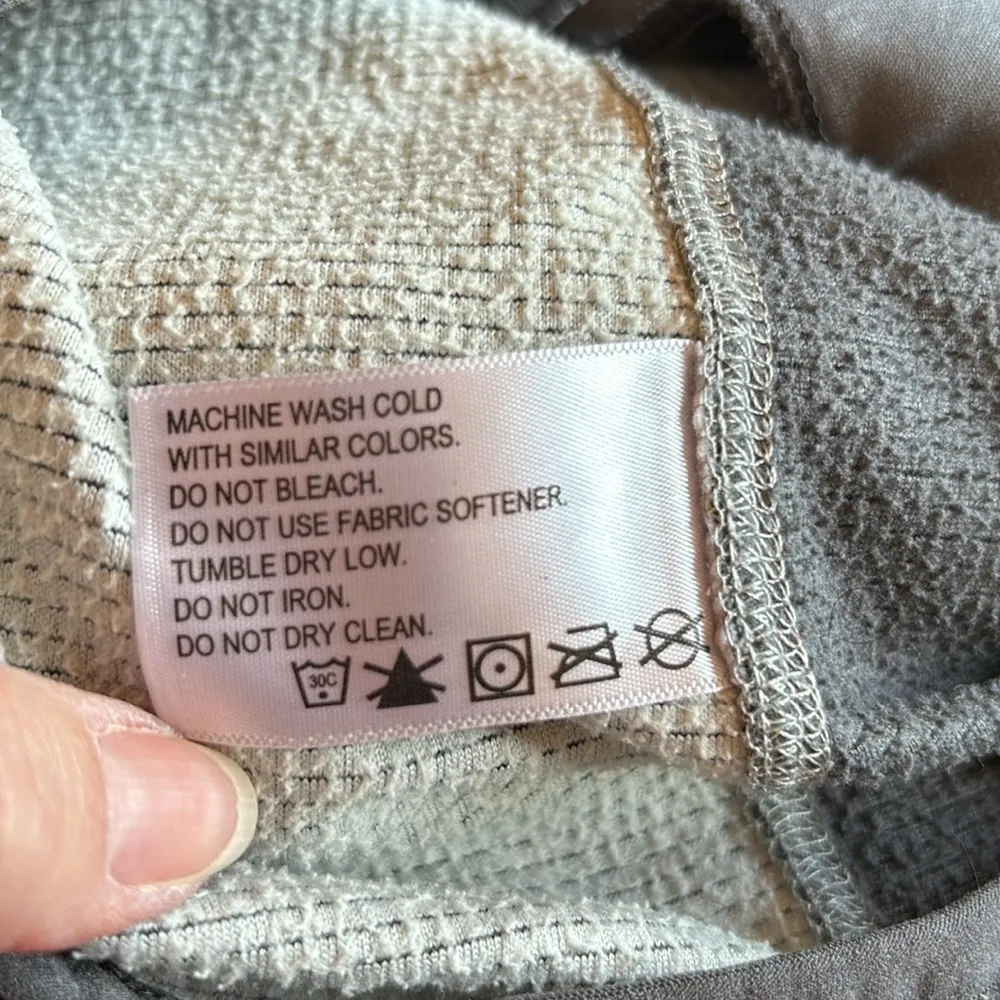 MACHINE WASH COLD
WITH SIMILAR COLORS.
DO NOT BLEACH.
DO NOT USE FABRIC SOFTENER.
TUMBLE DRY LOW.
DO NOT IRON.
DO NOT DRY CLEAN.
30C